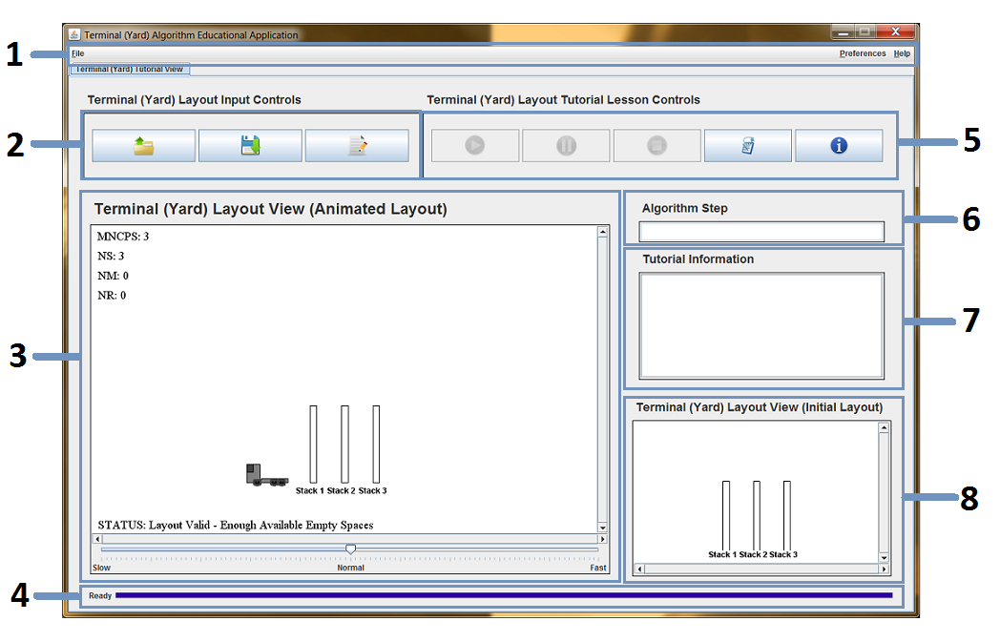 Terminal (Yard) Algorithm Educational Application
1
File
Preferences Help
Terminal (Yard) Tutorial View
Terminal (Yard) Layout Input Controls
Terminal (Yard) Layout Tutorial Lesson Controls
2
5
Terminal (Yard) Layout View (Animated Layout)
MNCPS: 3
NS: 3
NM: 0
NR: 0
Stack 1 Stack 2 Stack 3
STATUS: Layout Valid - Enough Available Empty Spaces
Slow
Normal
Fast
3
Algorithm Step
6
Tutorial Information
7
Terminal (Yard) Layout View (Initial Layout)
Stack 1 Stack 2 Stack 3
8
4
Ready